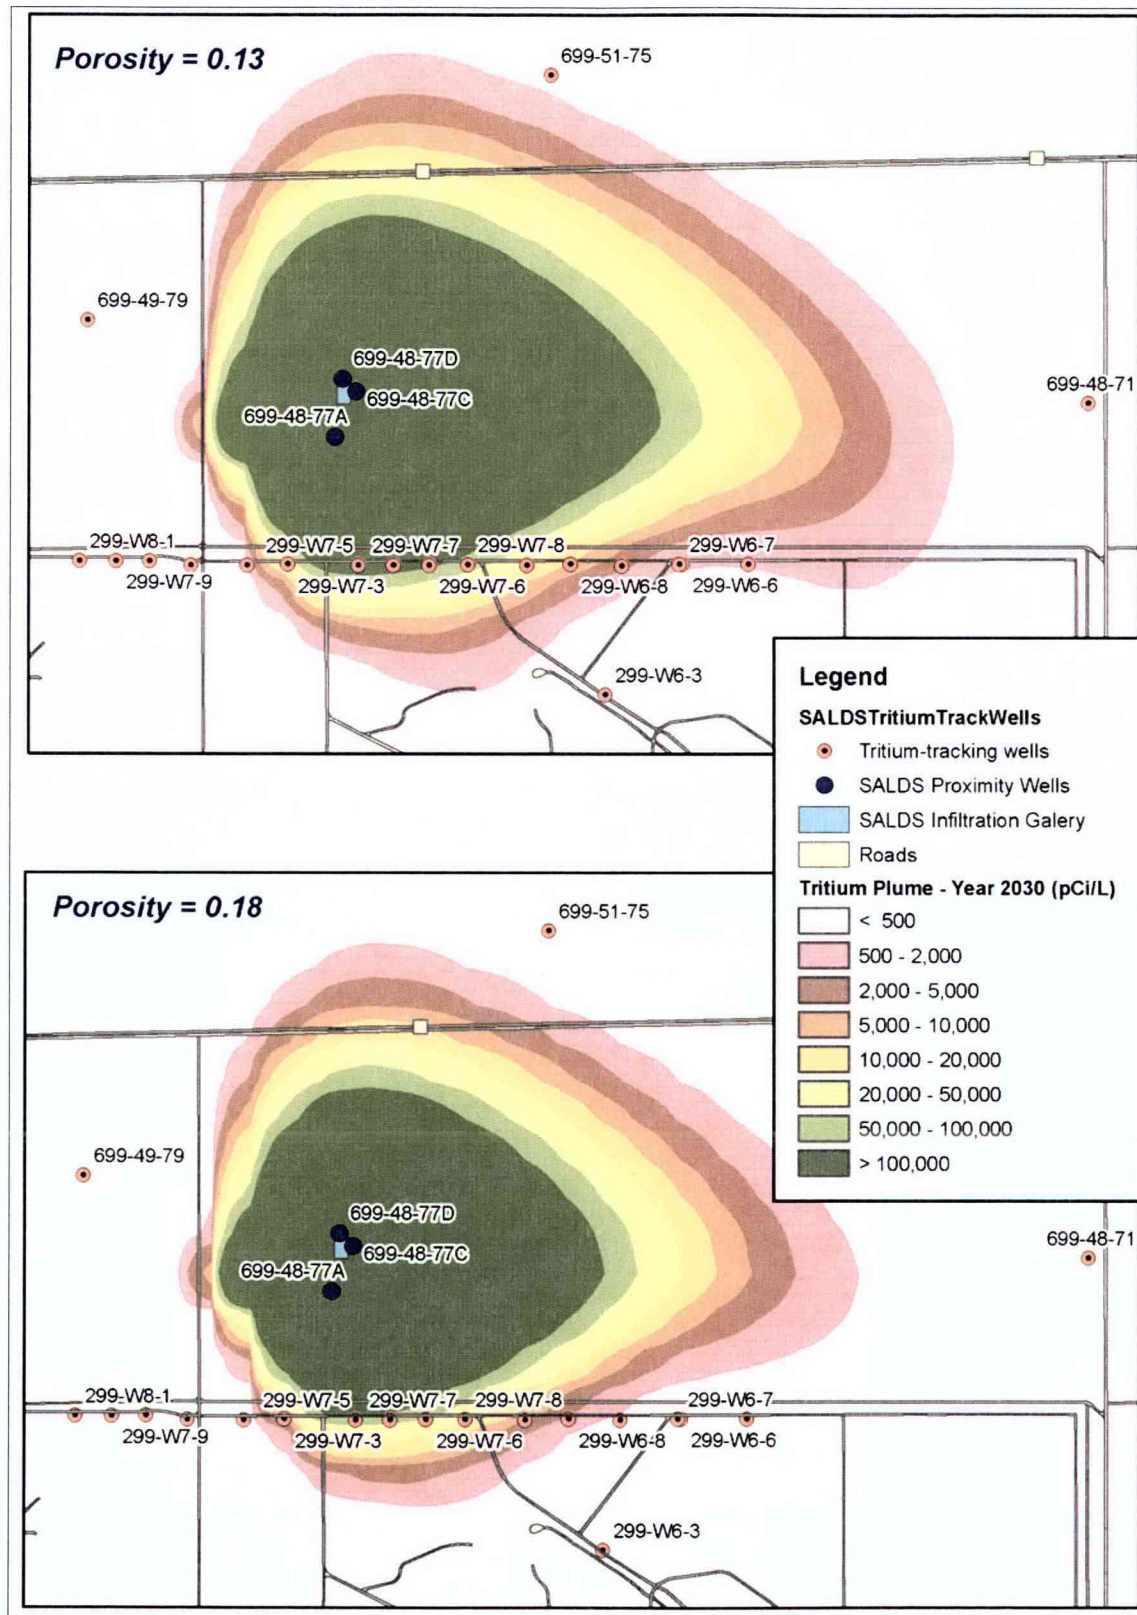 Porosity = 0.13
699-51-75
699-49-79
699-48-77D
699-48-77C
699-48-77A
699-48-71
299-W8-1
299-W7-5
299-W7-7
299-W7-8
299-W6-7
299-W7-9
299-W7-3
299-W7-6
299-W6-8
299-W6-6
299-W6-3
Legend
SALDSTritiumTrackWells
Tritium-tracking wells
SALDS Proximity Wells
SALDS Infiltration Galery
Roads
Tritium Plume - Year 2030 (pCi/L)
< 500
500 - 2,000
2,000 - 5,000
5,000 - 10,000
10,000 - 20,000
20,000 - 50,000
50,000 - 100,000
> 100,000
Porosity = 0.18
699-51-75
699-49-79
699-48-77D
699-48-77C
699-48-77A
699-48-71
299-W8-1
299-W7-5
299-W7-7
299-W7-8
299-W6-7
299-W7-9
299-W7-3
299-W7-6
299-W6-8
299-W6-6
299-W6-3